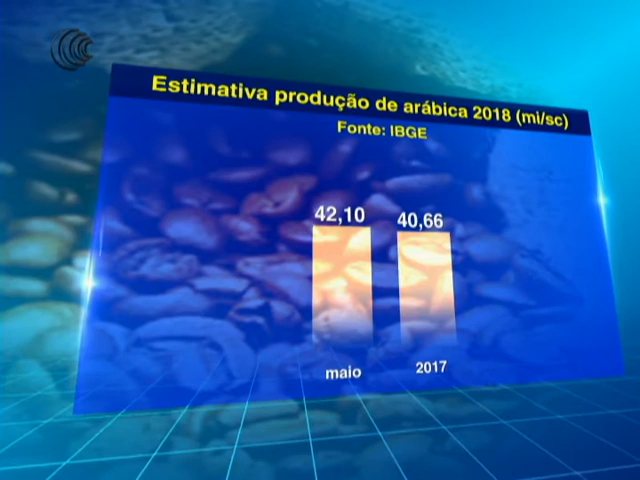 Estimativa produção de arábica 2018 (mi/sc)
Fonte: IBGE
42,10
40,66
maio
2017